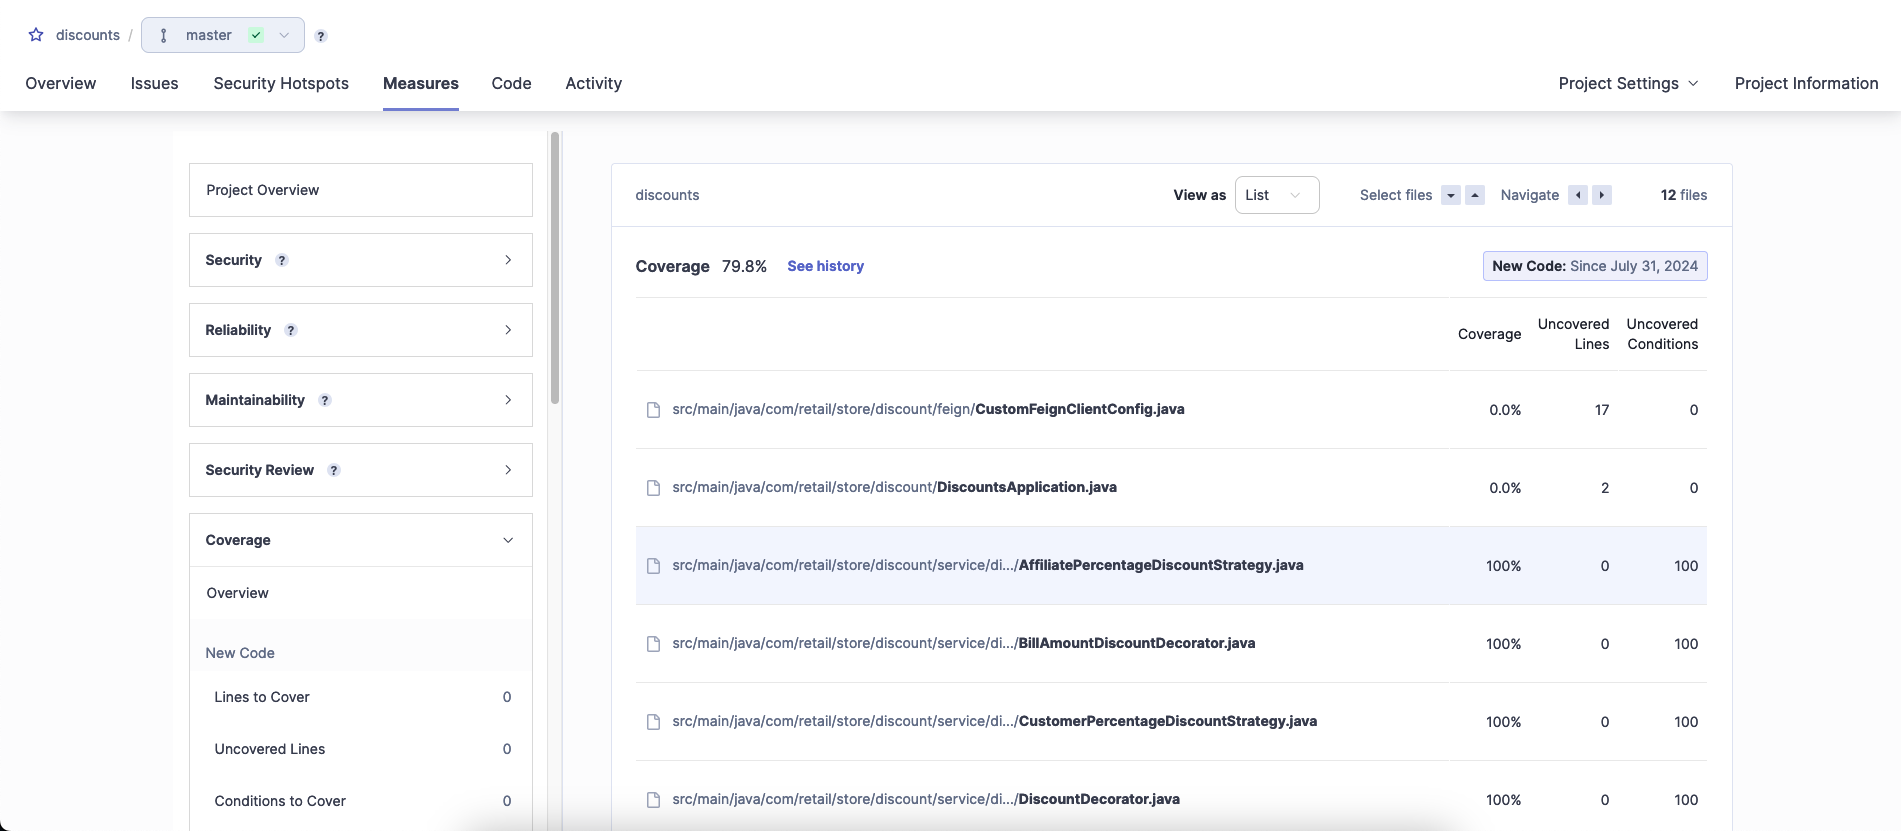 discounts / master ?
Overview Issues Security Hotspots Measures Code Activity Project Settings Project Information
Project Overview
Security ?
Reliability ?
Maintainability ?
Security Review ?
Coverage
Overview
New Code
Lines to Cover 0
Uncovered Lines 0
Conditions to Cover 0
discounts View as List Select files Navigate 12 files
Coverage 79.8% See history New Code: Since July 31, 2024
Coverage Uncovered Lines Uncovered Conditions
src/main/java/com/retail/store/discount/feign/CustomFeignClientConfig.java 0.0% 17 0
src/main/java/com/retail/store/discount/DiscountsApplication.java 0.0% 2 0
src/main/java/com/retail/store/discount/service/di.../AffiliatePercentageDiscountStrategy.java 100% 0 100
src/main/java/com/retail/store/discount/service/di.../BillAmountDiscountDecorator.java 100% 0 100
src/main/java/com/retail/store/discount/service/di.../CustomerPercentageDiscountStrategy.java 100% 0 100
src/main/java/com/retail/store/discount/service/di.../DiscountDecorator.java 100% 0 100